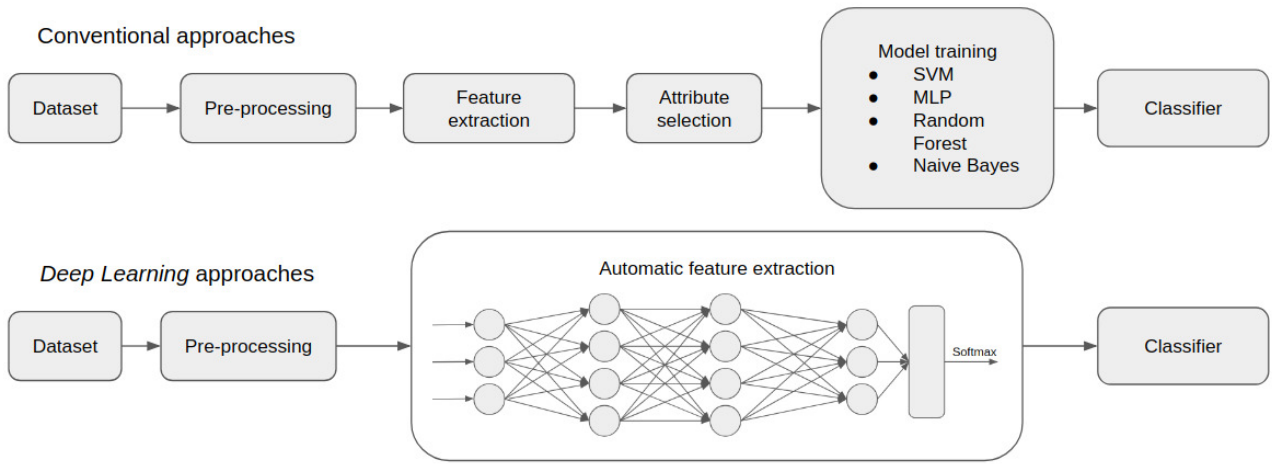 Conventional approaches
Dataset
Pre-processing
Feature
extraction
Attribute
selection
Model training
● SVM
● MLP
● Random
Forest
● Naive Bayes
Classifier
Deep Learning approaches
Dataset
Pre-processing
Automatic feature extraction
Softmax
Classifier